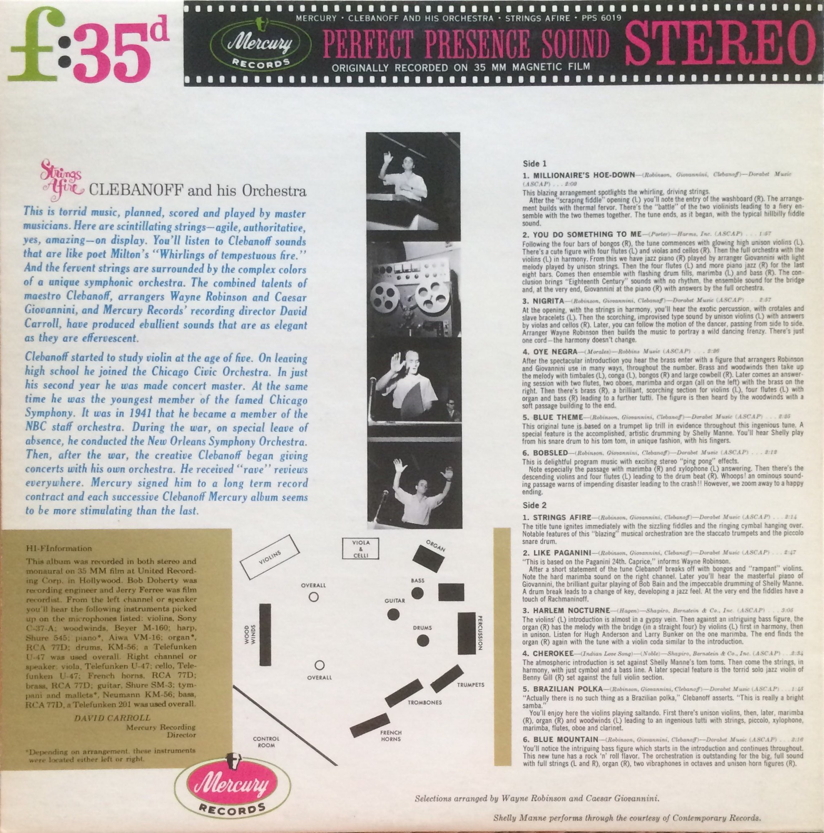 f:35d
MERCURY • CLEBANOFF AND HIS ORCHESTRA • STRINGS AFIRE • PPS 6019
Mercury
RECORDS
PERFECT PRESENCE SOUND
STEREO
ORIGINALLY RECORDED ON 35 MM MAGNETIC FILM
Strings Afire
CLEBANOFF and his Orchestra
This is torrid music, planned, scored and played by master
musicians. Here are scintillating strings—agile, authoritative,
yes, amazing—on display. You'll listen to Clebanoff sounds
that are like poet Milton's "Whirlings of tempestuous fire."
And the fervent strings are surrounded by the complex colors
of a unique symphonic orchestra. The combined talents of
maestro Clebanoff, arrangers Wayne Robinson and Caesar
Giovannini, and Mercury Records' recording director David
Carroll, have produced ebullient sounds that are as elegant
as they are effervescent.
Clebanoff started to study violin at the age of five. On leaving
high school he joined the Chicago Civic Orchestra. In just
his second year he was made concert master. At the same
time he was the youngest member of the famed Chicago
Symphony. It was in 1941 that he became a member of the
NBC staff orchestra. During the war, on special leave of
absence, he conducted the New Orleans Symphony Orchestra.
Then, after the war, the creative Clebanoff began giving
concerts with his own orchestra. He received "rave" reviews
everywhere. Mercury signed him to a long term record
contract and each successive Clebanoff Mercury album seems
to be more stimulating than the last.
HI-FInformation
This album was recorded in both stereo and
monaural on 35 MM film at United Record-
ing Corp. in Hollywood. Bob Doherty was
recording engineer and Jerry Ferree was film
recordist. From the left channel or speaker
you'll hear the following instruments picked
up on the microphones listed: violins, Sony
C-37-A; woodwinds, Beyer M-160; harp,
Shure 545; piano*, Aiwa VM-16; organ*,
RCA 77D; drums, KM-56; a Telefunken
U-47 was used overall. Right channel or
speaker: viola, Telefunken U-47; cello, Tele-
funken U-47; French horns, RCA 77D;
brass, RCA 77D; guitar, Shure SM-3; tym-
pani and mallets*, Neumann KM-56; bass,
RCA 77D, a Telefunken 201 was used overall.
DAVID CARROLL
Mercury Recording
Director
*Depending on arrangement, these instruments
were located either left or right.
VIOLINS
VIOLA & CELLI
ORGAN
OVERALL
BASS
GUITAR
WOOD WINDS
DRUMS
PERCUSSION
OVERALL
TRUMPETS
TROMBONES
FRENCH HORNS
CONTROL ROOM
Mercury
RECORDS
Side 1
1. MILLIONAIRE'S HOE-DOWN—(Robinson, Giovannini, Clebanoff)—Dorabet Music
(ASCAP) . . .
This blazing arrangement spotlights the whirling, driving strings.
After the "scraping fiddle" opening (L) you'll note the entry of the washboard (R). The arrange-
ment builds with thermal fervor. There's the "battle" of the two violinists leading to a fiery en-
semble with the two themes together. The tune ends, as it began, with the typical hillbilly fiddle
sound.
2. YOU DO SOMETHING TO ME—(Porter)—Harms, Inc. (ASCAP) . . .
Following the four bars of bongos (R), the tune commences with glowing high unison violins (L).
There's a cute figure with four flutes (L) and violas and cellos (R). Then the full orchestra with the
violins (L) in harmony. From this we have jazz piano (R) played by arranger Giovannini with light
melody played by unison strings. Then the four flutes (L) and more piano jazz (R) for the last
eight bars. Comes then ensemble with flashing drum fills, marimba (L) and bass (R). The con-
clusion brings "Eighteenth Century" sounds with no rhythm, the ensemble sound for the bridge
and, at the very end, Giovannini at the piano (R) with answers by the full orchestra.
3. NIGRITA—(Robinson, Giovannini, Clebanoff)—Dorabet Music (ASCAP) . . .
At the opening, with the strings in harmony, you'll hear the exotic percussion, with crotales and
slave bracelets (L). Then the scorching, improvised type sound by unison violins (L) with answers
by violas and cellos (R). Later, you can follow the motion of the dancer, passing from side to side.
Arranger Wayne Robinson then builds the music to portray a wild dancing frenzy. There's just
one cord—the harmony doesn't change.
4. OYE NEGRA—(Morales)—Robbins Music (ASCAP) . . .
After the spectacular introduction you hear the brass enter with a figure that arrangers Robinson
and Giovannini use in many ways, throughout the number. Brass and woodwinds then take up
the melody with timbales (L), conga (L), bongos (R) and large cowbell (R). Later comes an answer-
ing session with two flutes, two oboes, marimba and organ (all on the left) with the brass on the
right. Then there's brass (R), a brilliant, scorching section for violins (L), four flutes (L) with
organ and bass (R) leading to a further tutti. The figure is then heard by the woodwinds with a
soft passage building to the end.
5. BLUE THEME—(Robinson, Giovannini, Clebanoff)—Dorabet Music (ASCAP) . . .
This original tune is based on a trumpet lip trill in evidence throughout this ingenious tune. A
special feature is the accomplished, artistic drumming by Shelly Manne. You'll hear Shelly play
from his snare drum to his tom tom, in unique fashion, with his fingers.
6. BOBSLED—(Robinson, Giovannini, Clebanoff)—Dorabet Music (ASCAP) . . .
This is delightful program music with exciting stereo "ping pong" effects.
Note especially the passage with marimba (R) and xylophone (L) answering. Then there's the
descending violins and four flutes (L) leading to the drum beat (R). Whoops! an ominous sound-
ing passage warns of impending disaster leading to the crash!! However, we zoom away to a happy
ending.
Side 2
1. STRINGS AFIRE—(Robinson, Giovannini, Clebanoff)—Dorabet Music (ASCAP) . . .
The title tune ignites immediately with the sizzling fiddles and the ringing cymbal hanging over.
Notable features of this "blazing" musical orchestration are the staccato trumpets and the piccolo
snare drum.
2. LIKE PAGANINI—(Robinson, Giovannini, Clebanoff)—Dorabet Music (ASCAP) . . .
"This is based on the Paganini 24th. Caprice," informs Wayne Robinson.
After a short statement of the tune Clebanoff breaks off with bongos and "rampant" violins.
Note the hard marimba sound on the right channel. Later you'll hear the masterful piano of
Giovannini, the brilliant guitar playing of Bob Bain and the impeccable drumming of Shelly Manne.
A drum break leads to a change of key, developing a jazz feel. At the very end the fiddles have a
touch of Rachmaninoff.
3. HARLEM NOCTURNE—(Hagen)—Shapiro, Bernstein & Co., Inc. (ASCAP) . . .
The violins' (L) introduction is almost in gypsy vein. Then against an intriguing bass figure, the
organ (R) has the melody with the bridge (in a straight four) by violins (L) first in harmony, then
in unison. Listen for Hugh Anderson and Larry Bunker on the one marimba. The end finds the
organ (R) again with the tune with a violin coda similar to the introduction.
4. CHEROKEE—(Indian Love Song)—(Noble)—Shapiro, Bernstein & Co., Inc. (ASCAP) . . .
The atmospheric introduction is set against Shelly Manne's tom toms. Then come the strings, in
harmony, with just cymbal and a bass line. A later special feature is the torrid solo jazz violin of
Benny Gill (R) set against the full violin section.
5. BRAZILIAN POLKA—(Robinson, Giovannini, Clebanoff)—Dorabet Music (ASCAP) . . .
"Actually there is no such thing as a Brazilian polka," Clebanoff asserts. "This is really a bright
samba."
You'll enjoy here the violins playing saltando. First there's unison violins, then, later, marimba
(R), organ (R) and woodwinds (L) leading to an ingenious tutti with strings, piccolo, xylophone,
marimba, flutes, oboe and clarinet.
6. BLUE MOUNTAIN—(Robinson, Giovannini, Clebanoff)—Dorabet Music (ASCAP) . . .
You'll notice the intriguing bass figure which starts in the introduction and continues throughout.
This new tune has a rock 'n' roll flavor. The orchestration is outstanding for the big, full sound
with full strings (L and R), organ (R), two vibraphones in octaves and unison horn figures (R).
Selections arranged by Wayne Robinson and Caesar Giovannini.
Shelly Manne performs through the courtesy of Contemporary Records.